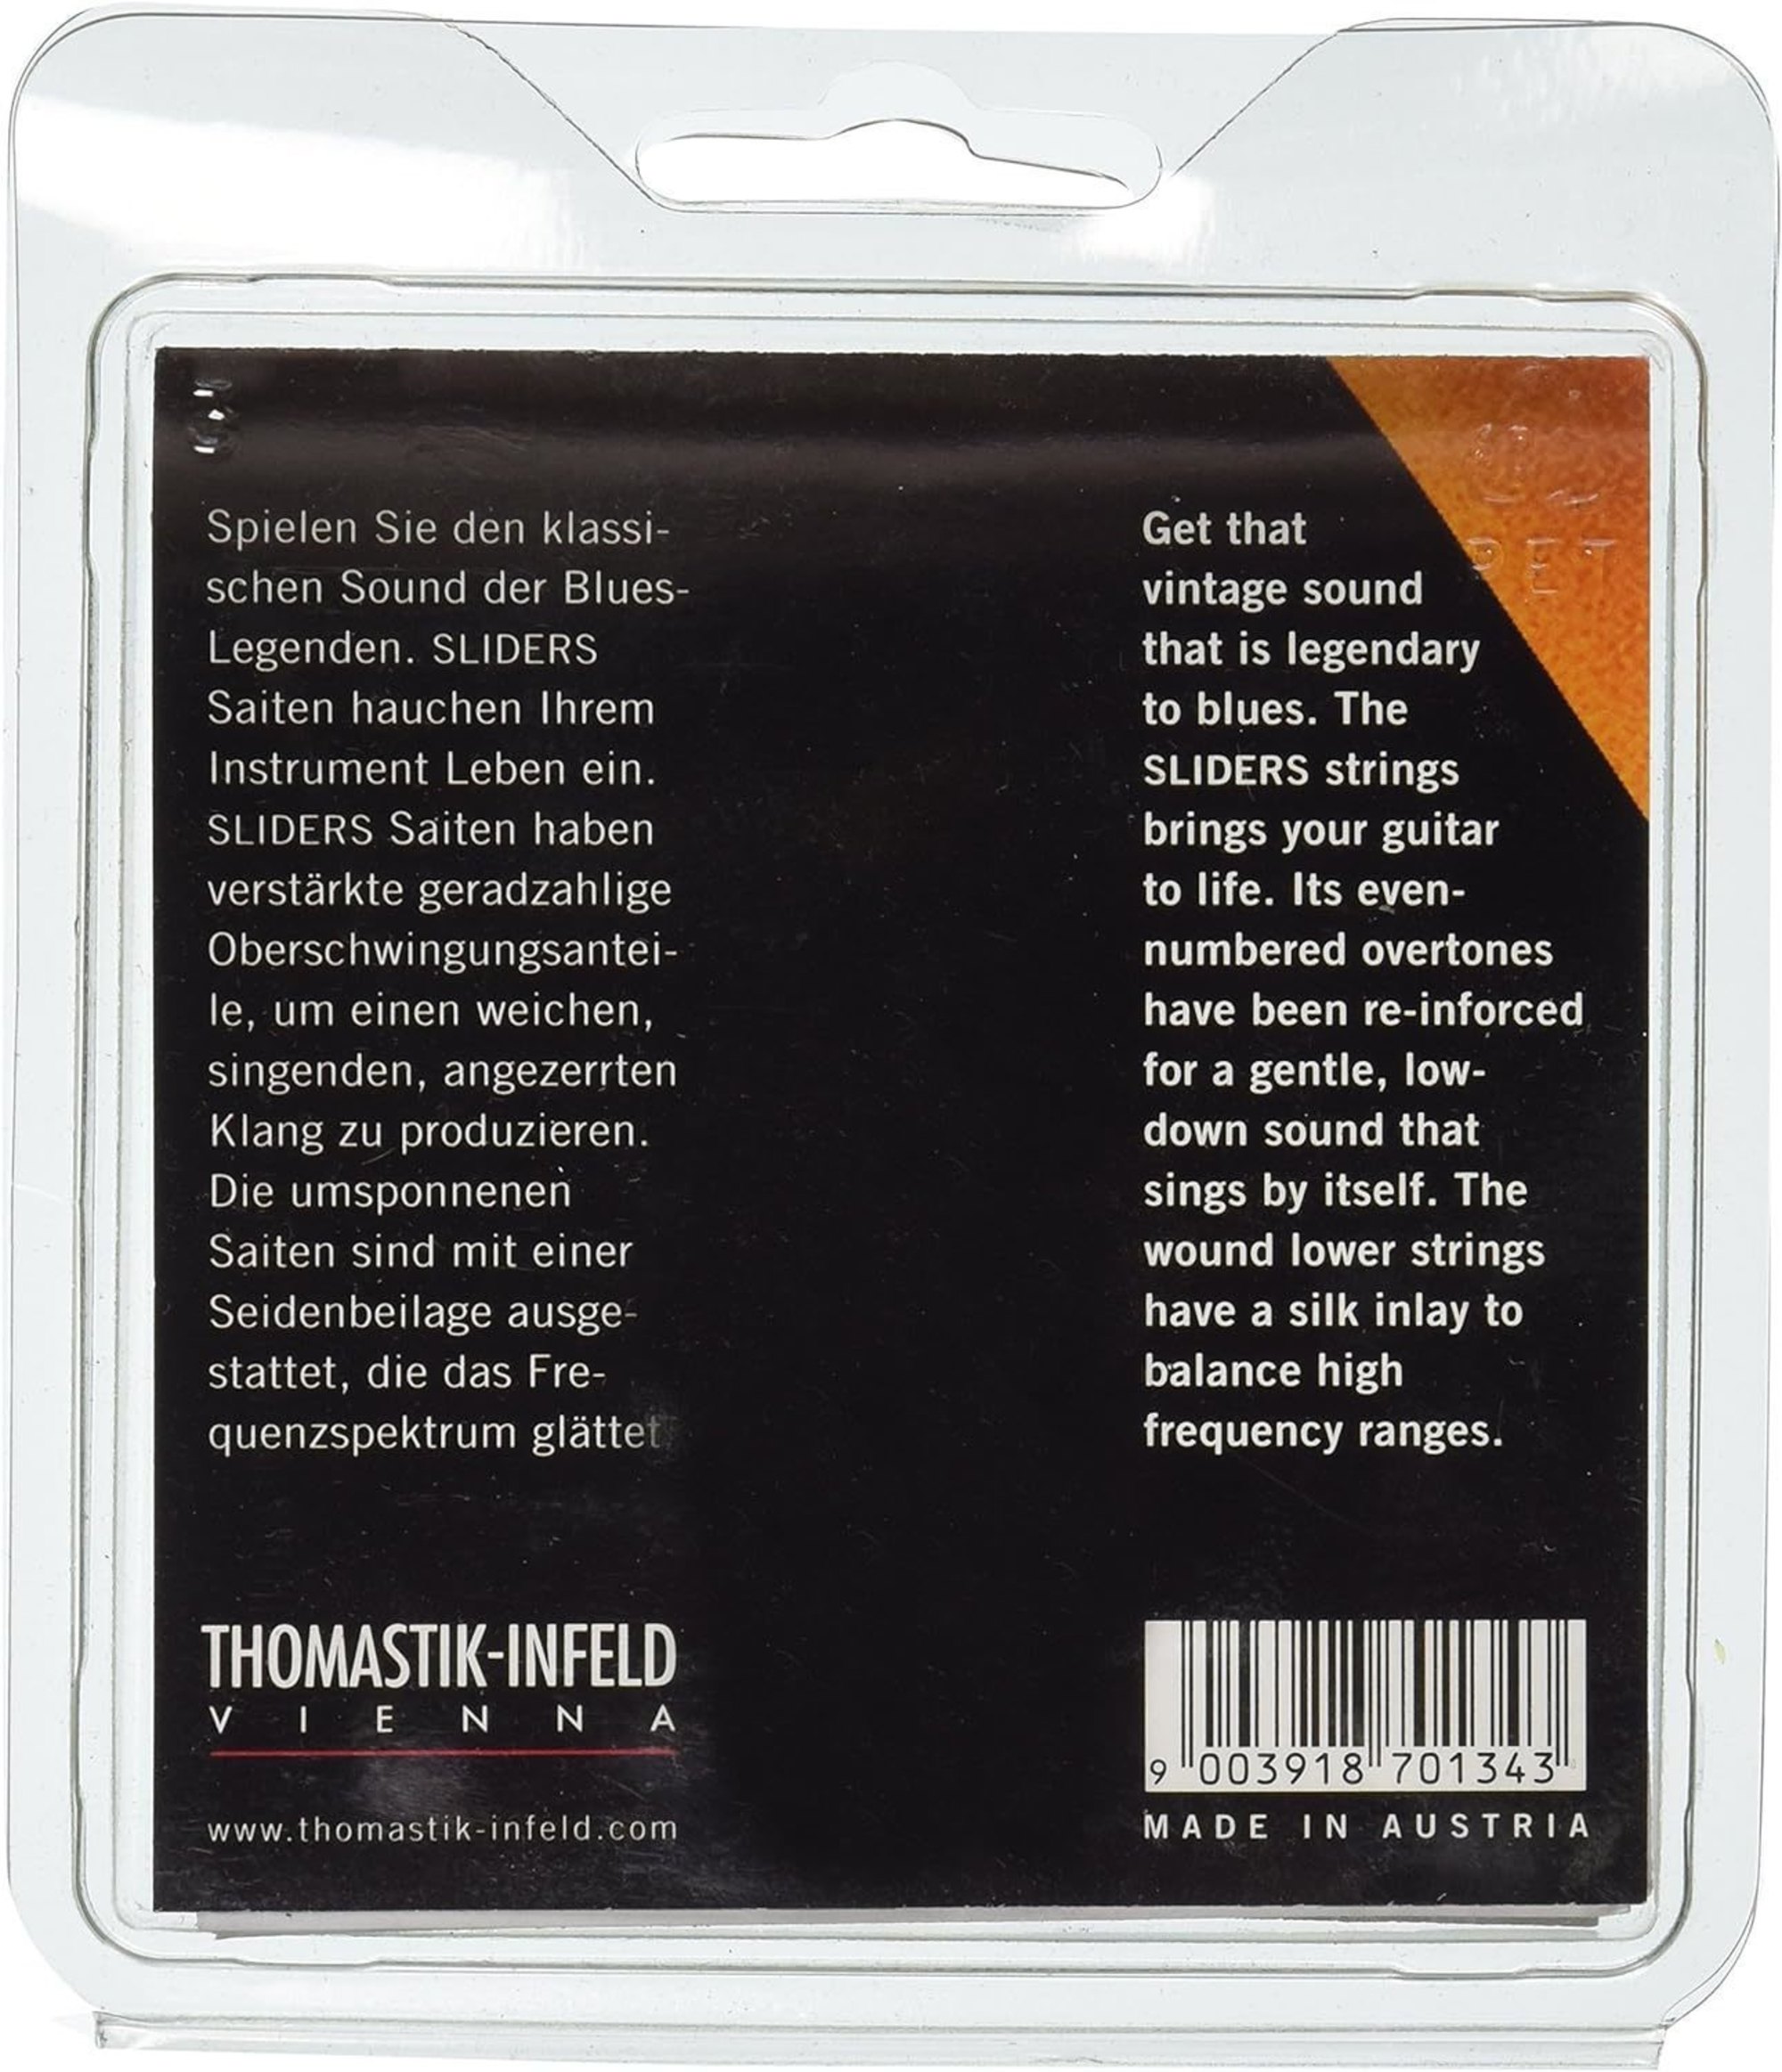 Spielen Sie den klassi-
schen Sound der Blues-
Legenden. SLIDERS
Saiten hauchen Ihrem
Instrument Leben ein.
SLIDERS Saiten haben
verstärkte geradzahlige
Oberschwingungsantei-
le, um einen weichen,
singenden, angezerrten
Klang zu produzieren.
Die umsponnenen
Saiten sind mit einer
Seidenbeilage ausge-
stattet, die das Fre-
quenzspektrum glättet
Get that
vintage sound
that is legendary
to blues. The
SLIDERS strings
brings your guitar
to life. Its even-
numbered overtones
have been re-inforced
for a gentle, low-
down sound that
sings by itself. The
wound lower strings
have a silk inlay to
balance high
frequency ranges.
PET
THOMASTIK-INFELD
VIENNA
www.thomastik-infeld.com
9 003918 701343
MADE IN AUSTRIA